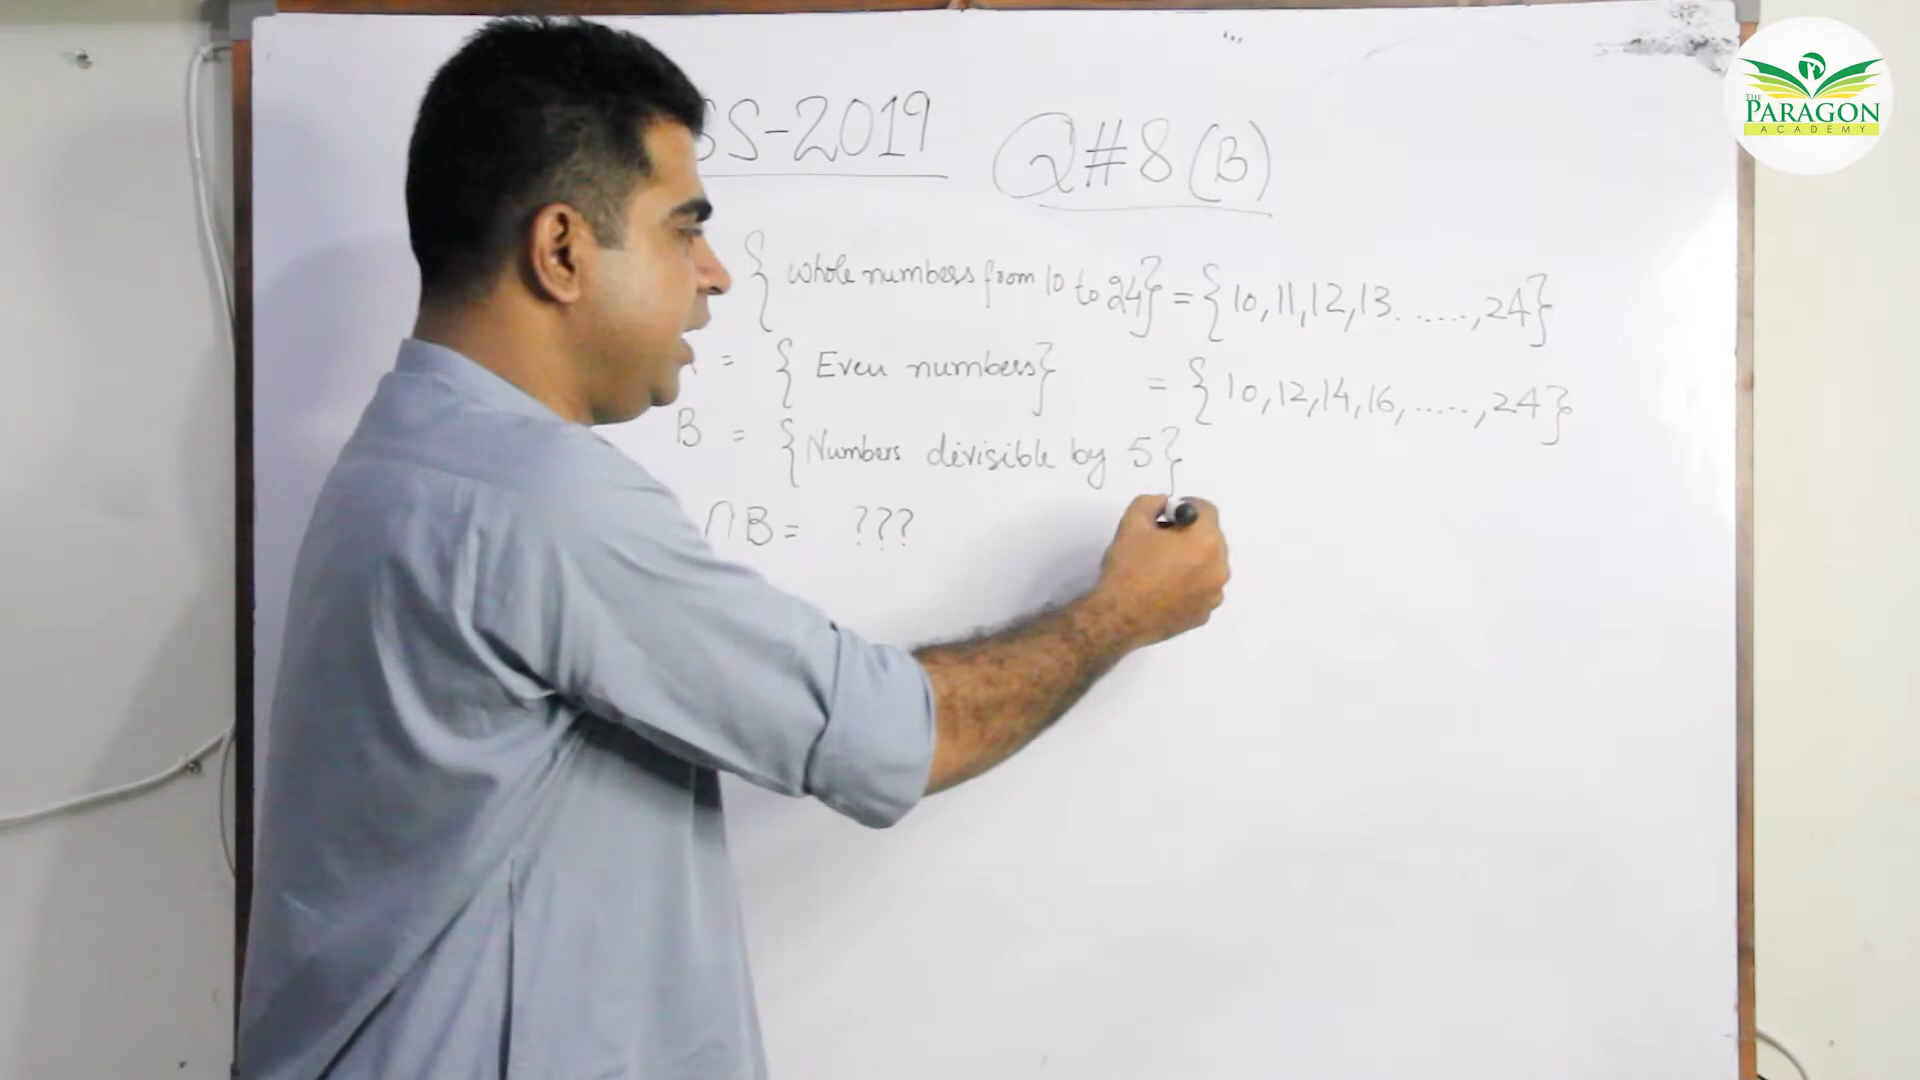 THE
PARAGON
ACADEMY
SS-2019 Q#8 (B)
{ whole numbers from 10 to 24} = {10,11,12,13......,24}
= { Even numbers} = {10,12,14,16,.....,24}
B = {Numbers divisible by 5}
∩B= ???